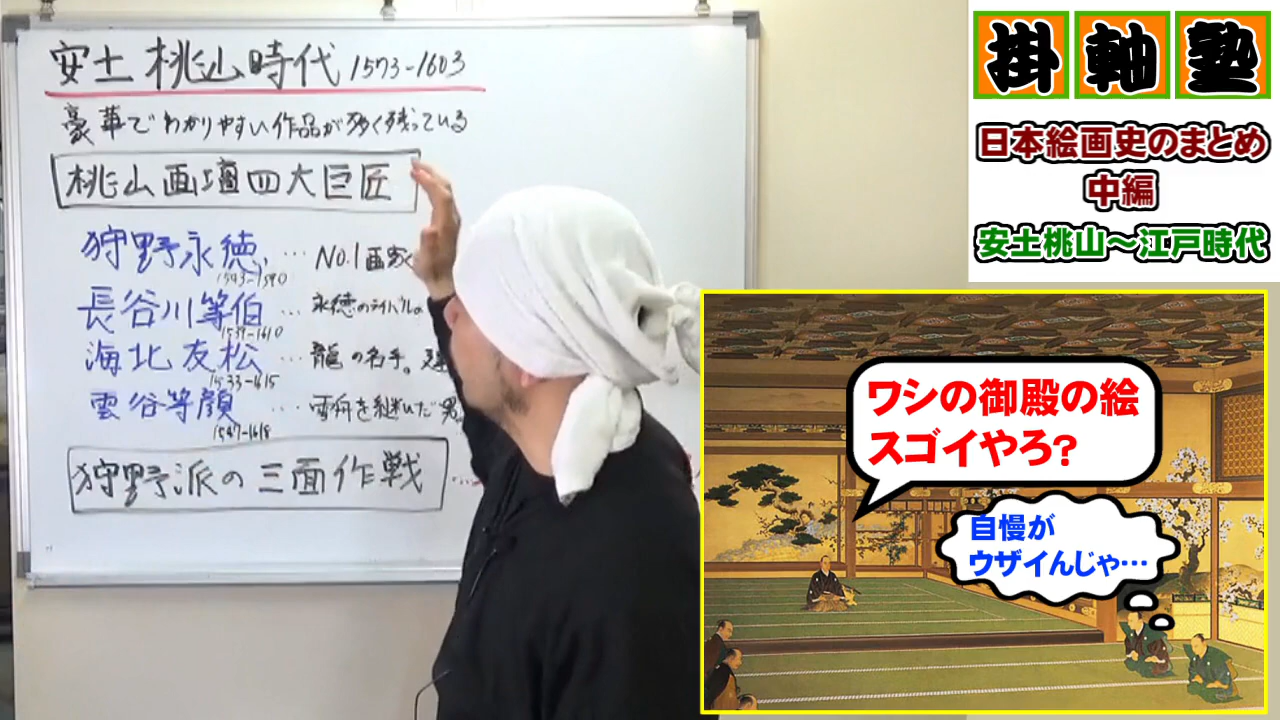 安土桃山時代 1573-1603
豪華でわかりやすい作品が多く残っている
桃山画壇四大巨匠
狩野永徳 … No.1画家
1543-1590
長谷川等伯 … 永徳のライバル
1539-1610
海北友松 … 龍の名手。
1533-1615
雲谷等顔 … 雪舟を継いだ男
1547-1618
狩野派の三面作戦 …
掛軸塾
日本絵画史のまとめ
中編
安土桃山～江戸時代
ワシの御殿の絵
スゴイやろ?
自慢が
ウザイんじゃ…